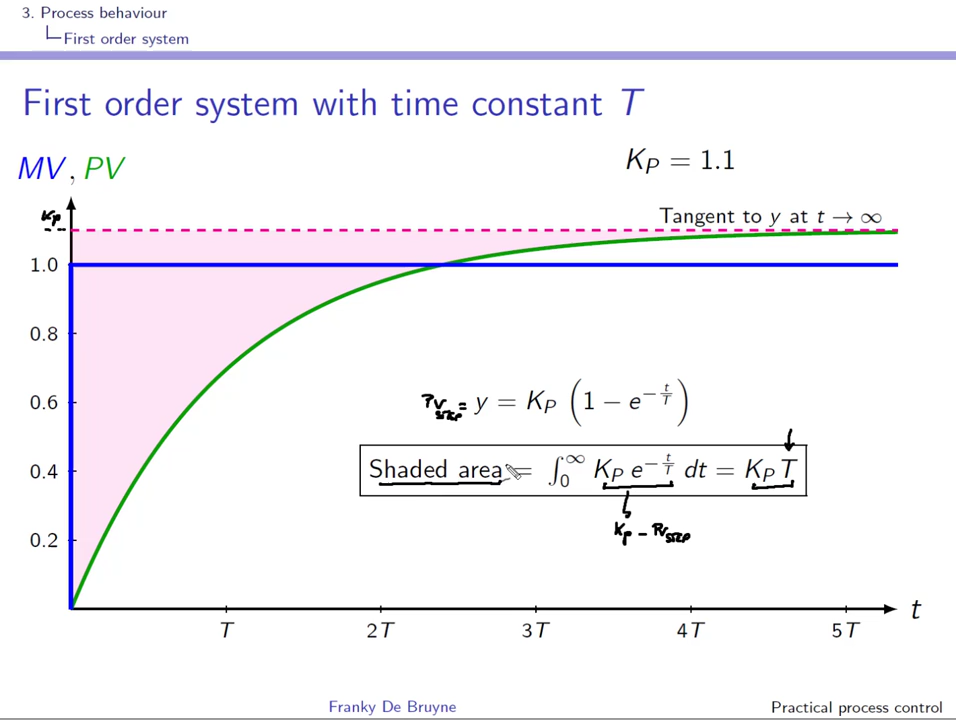 3. Process behaviour
First order system
First order system with time constant T
MV, PV
K_P = 1.1
Kp
Tangent to y at t → ∞
1.0
0.8
0.6
PV_step = y = K_P (1 − e^{−t/T})
0.4
Shaded area = ∫_0^∞ K_P e^{−t/T} dt = K_P T
Kp - PV_step
0.2
t
T 2T 3T 4T 5T
Franky De Bruyne Practical process control